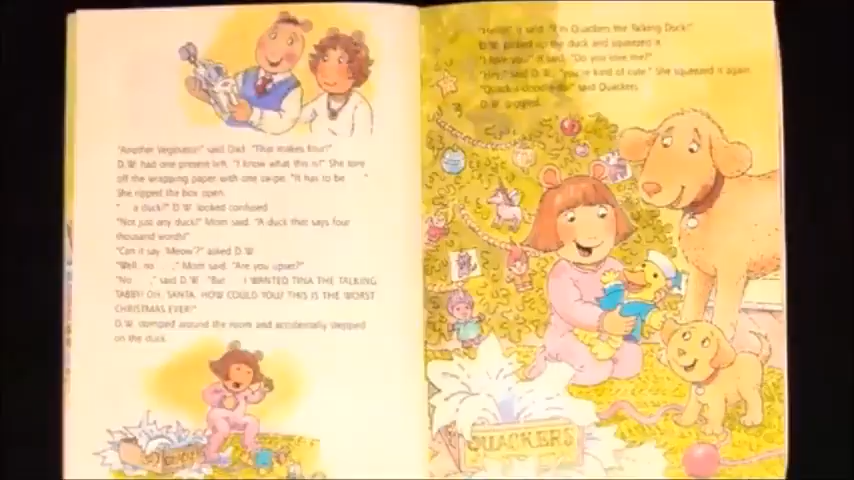 "Another Veginator!" said Dad. "That makes four!"
D.W. had one present left. "I know what this is!" She tore
off the wrapping paper with one swipe. "It has to be
She ripped the box open.
" a duck?" D.W. looked confused
"Not just any duck!" Mom said. "A duck that says four
thousand words!"
"Can it say 'Meow'?" asked D.W.
"Well, no . . ." Mom said. "Are you upset?"
"No . . ." said D.W. "But I WANTED TINA THE TALKING
TABBY! OH, SANTA, HOW COULD YOU? THIS IS THE WORST
CHRISTMAS EVER!"
D.W. stomped around the room and accidentally stepped
on the duck.
"Hello!" it said. "I'm Quackers the Talking Duck!"
D.W. picked up the duck and squeezed it.
"I love you!" it said. "Do you love me?"
"Hey," said D.W., "you're kind of cute." She squeezed it again.
said Quackers.
D.W. giggled.
QUACKERS